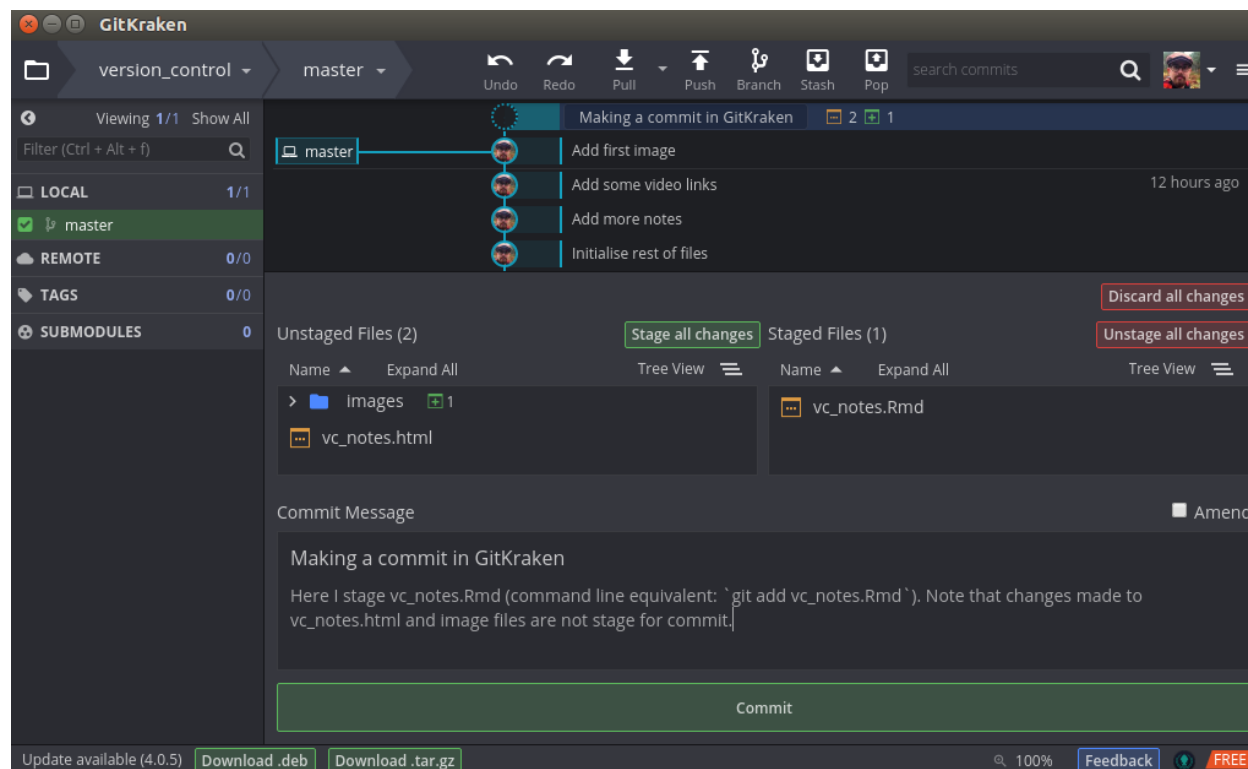 GitKraken
version_control master
Undo Redo Pull Push Branch Stash Pop search commits
Viewing 1/1 Show All
Filter (Ctrl + Alt + f)
LOCAL 1/1
master
REMOTE 0/0
TAGS 0/0
SUBMODULES 0
Making a commit in GitKraken 2 1
master Add first image
Add some video links 12 hours ago
Add more notes
Initialise rest of files
Discard all changes
Unstaged Files (2) Stage all changes Staged Files (1) Unstage all changes
Name Expand All Tree View Name Expand All Tree View
images 1
vc_notes.html
vc_notes.Rmd
Commit Message Amend
Making a commit in GitKraken
Here I stage vc_notes.Rmd (command line equivalent: `git add vc_notes.Rmd`). Note that changes made to
vc_notes.html and image files are not stage for commit.
Commit
Update available (4.0.5) Download .deb Download .tar.gz 100% Feedback FREE